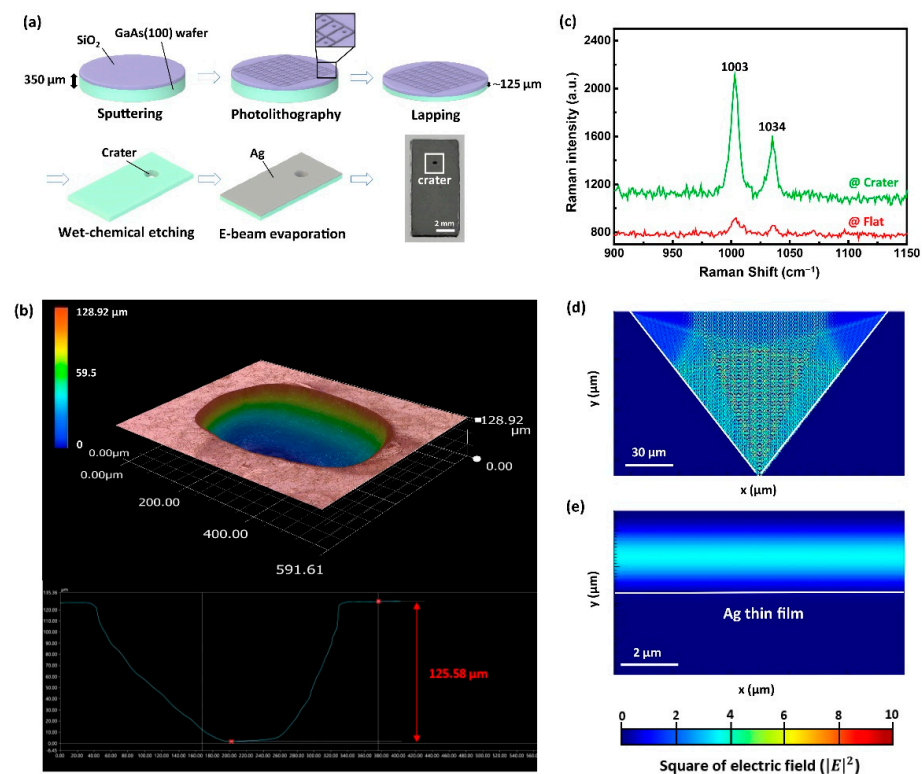 (a)
SiO₂
GaAs(100) wafer
350 µm
~125 µm
Sputtering
Photolithography
Lapping
Crater
Ag
crater
2 mm
Wet-chemical etching
E-beam evaporation
(b)
128.92 µm
59.5
0
128.92
µm
0.00
0.00µm
0.00µm
200.00
400.00
591.61
125.58 µm
(c)
Raman intensity (a.u.)
2400
2000
1600
1200
800
1003
1034
@ Crater
@ Flat
900 950 1000 1050 1100 1150
Raman Shift (cm⁻¹)
(d)
y (µm)
30 µm
x (µm)
(e)
y (µm)
Ag thin film
2 µm
x (µm)
0 2 4 6 8 10
Square of electric field (|E|²)